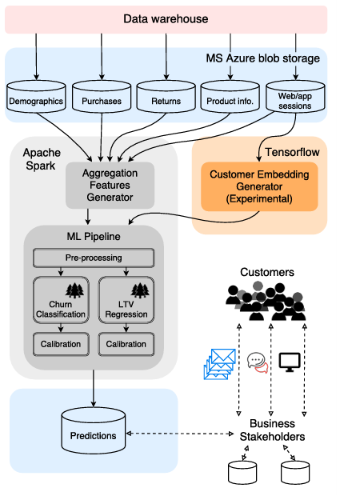 Data warehouse
MS Azure blob storage
Demographics
Purchases
Returns
Product info.
Web/app
sessions
Apache
Spark
Aggregation
Features
Generator
Tensorflow
Customer Embedding
Generator
(Experimental)
ML Pipeline
Pre-processing
Churn
Classification
LTV
Regression
Calibration
Calibration
Customers
Business
Stakeholders
Predictions